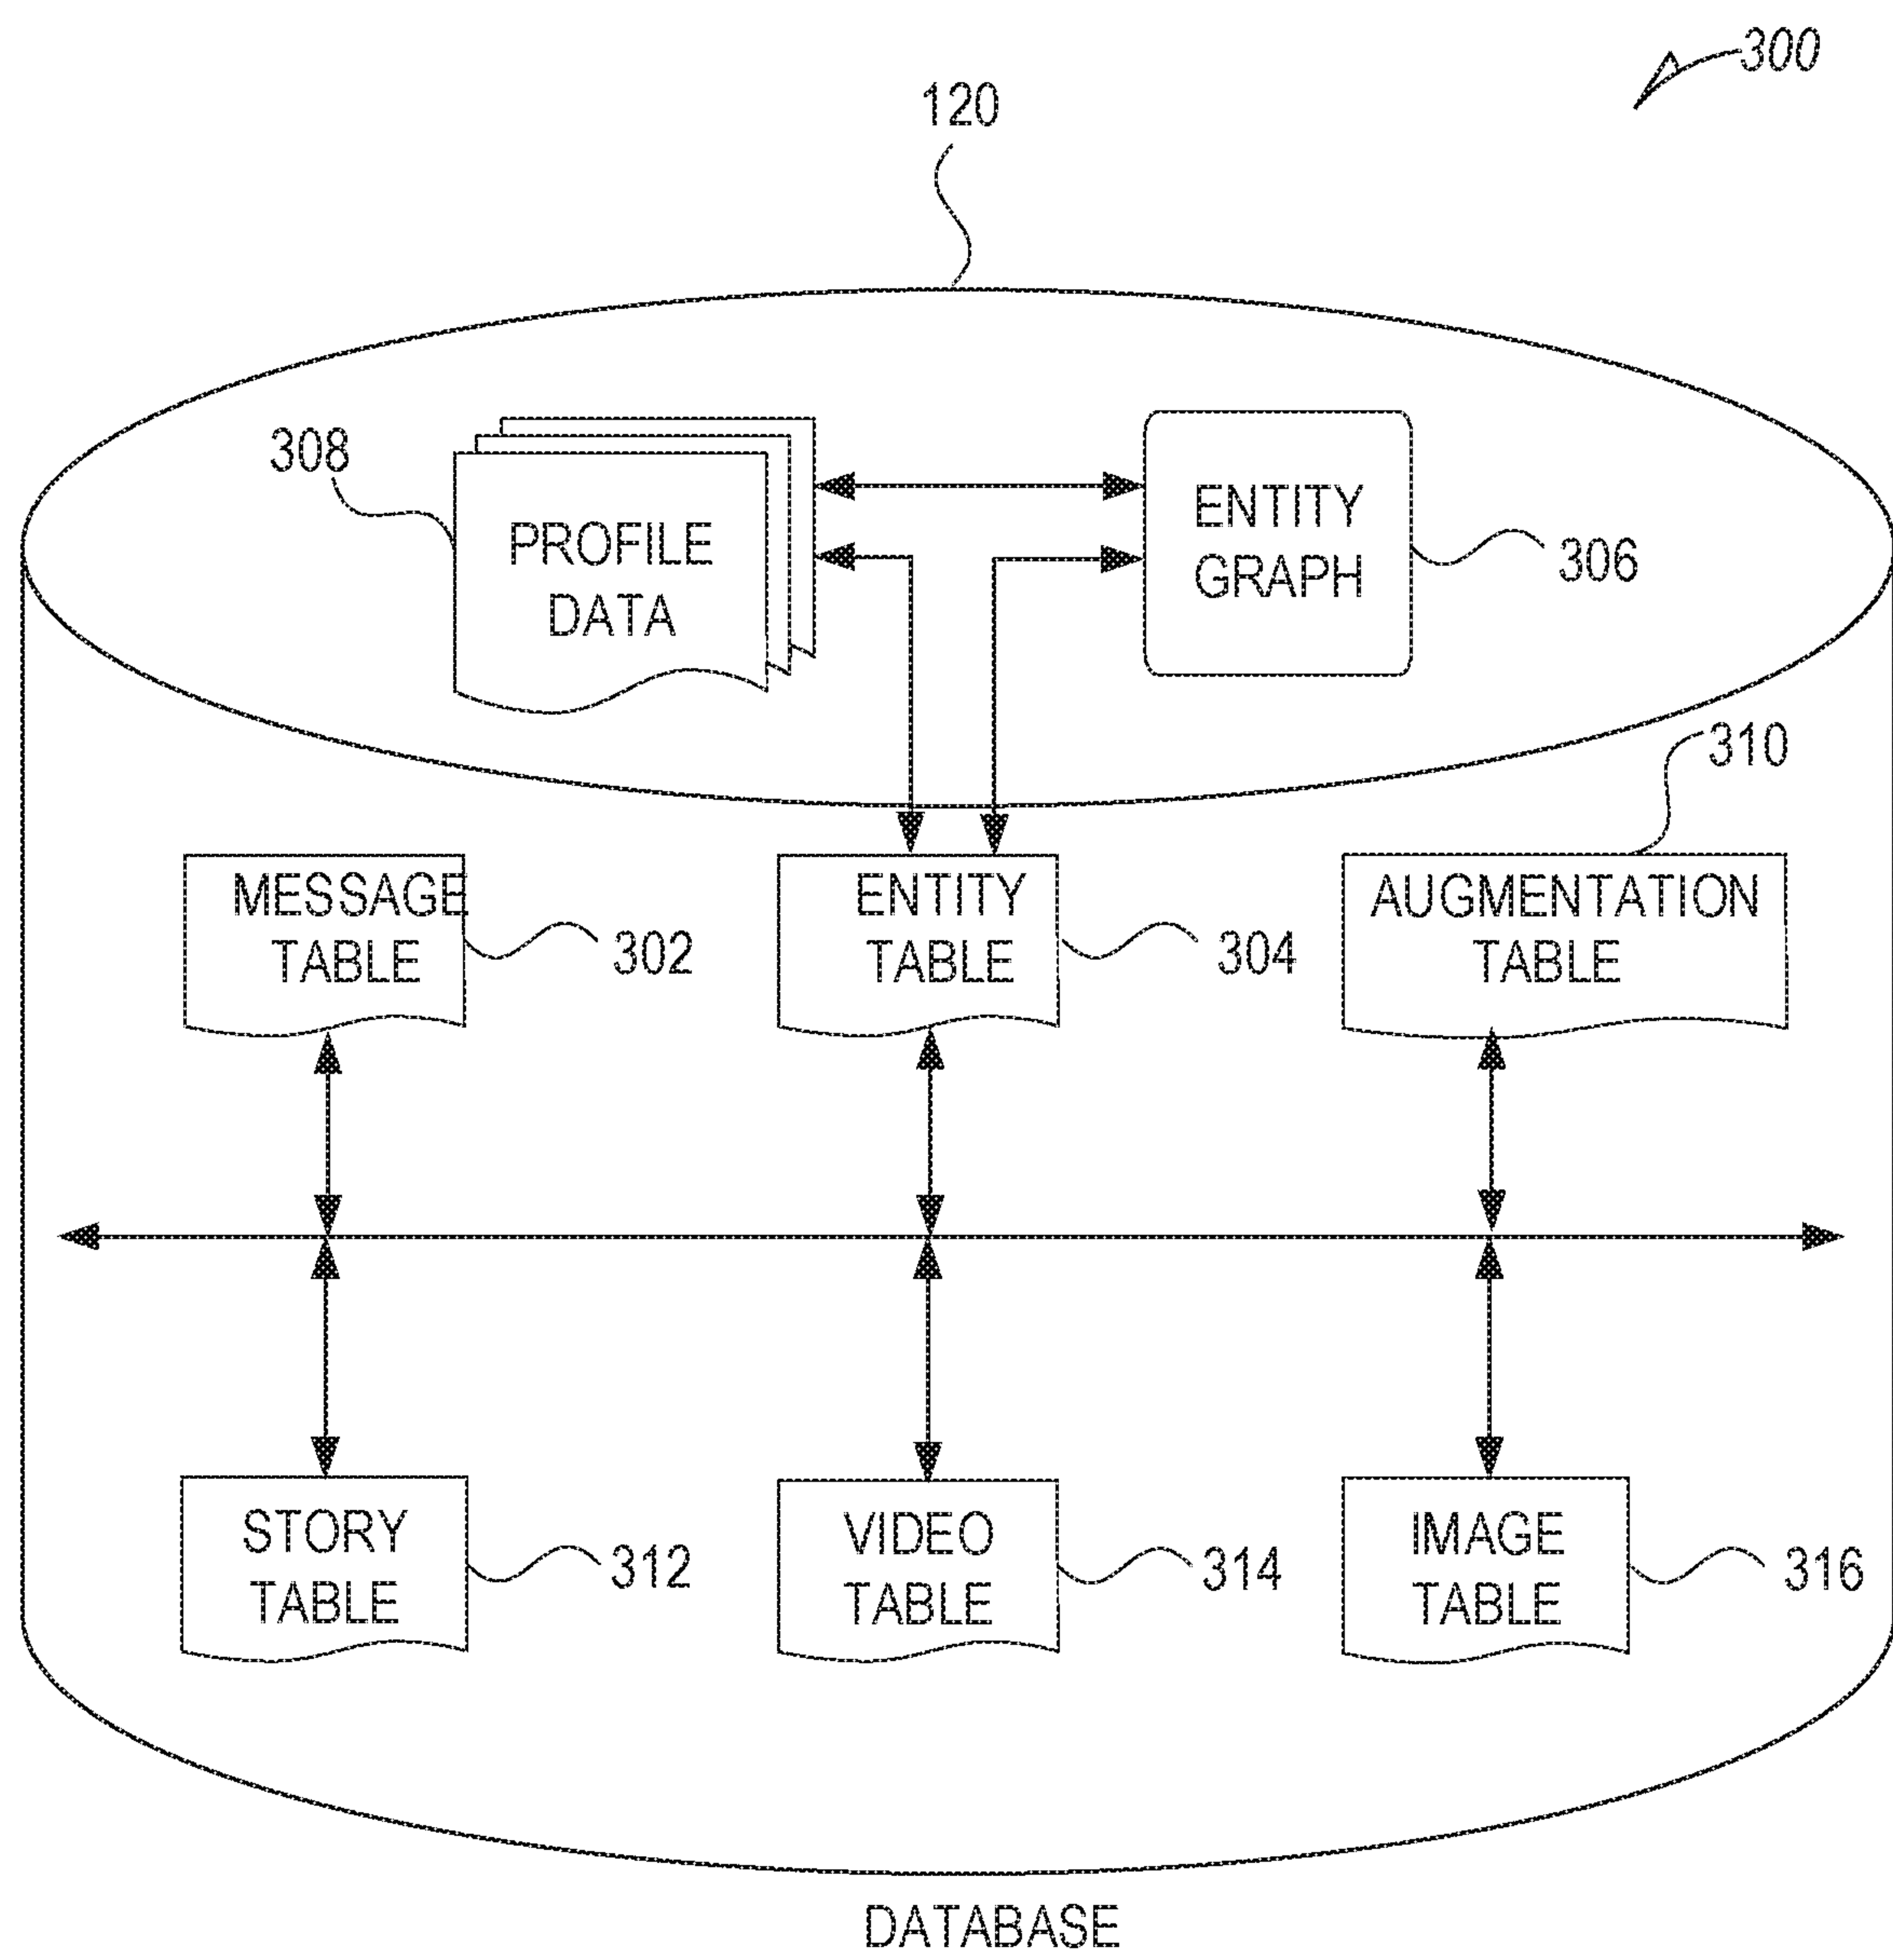 300
120
308
PROFILE
DATA
ENTITY
GRAPH
306
310
MESSAGE
TABLE
302
ENTITY
TABLE
304
AUGMENTATION
TABLE
STORY
TABLE
312
VIDEO
TABLE
314
IMAGE
TABLE
316
DATABASE